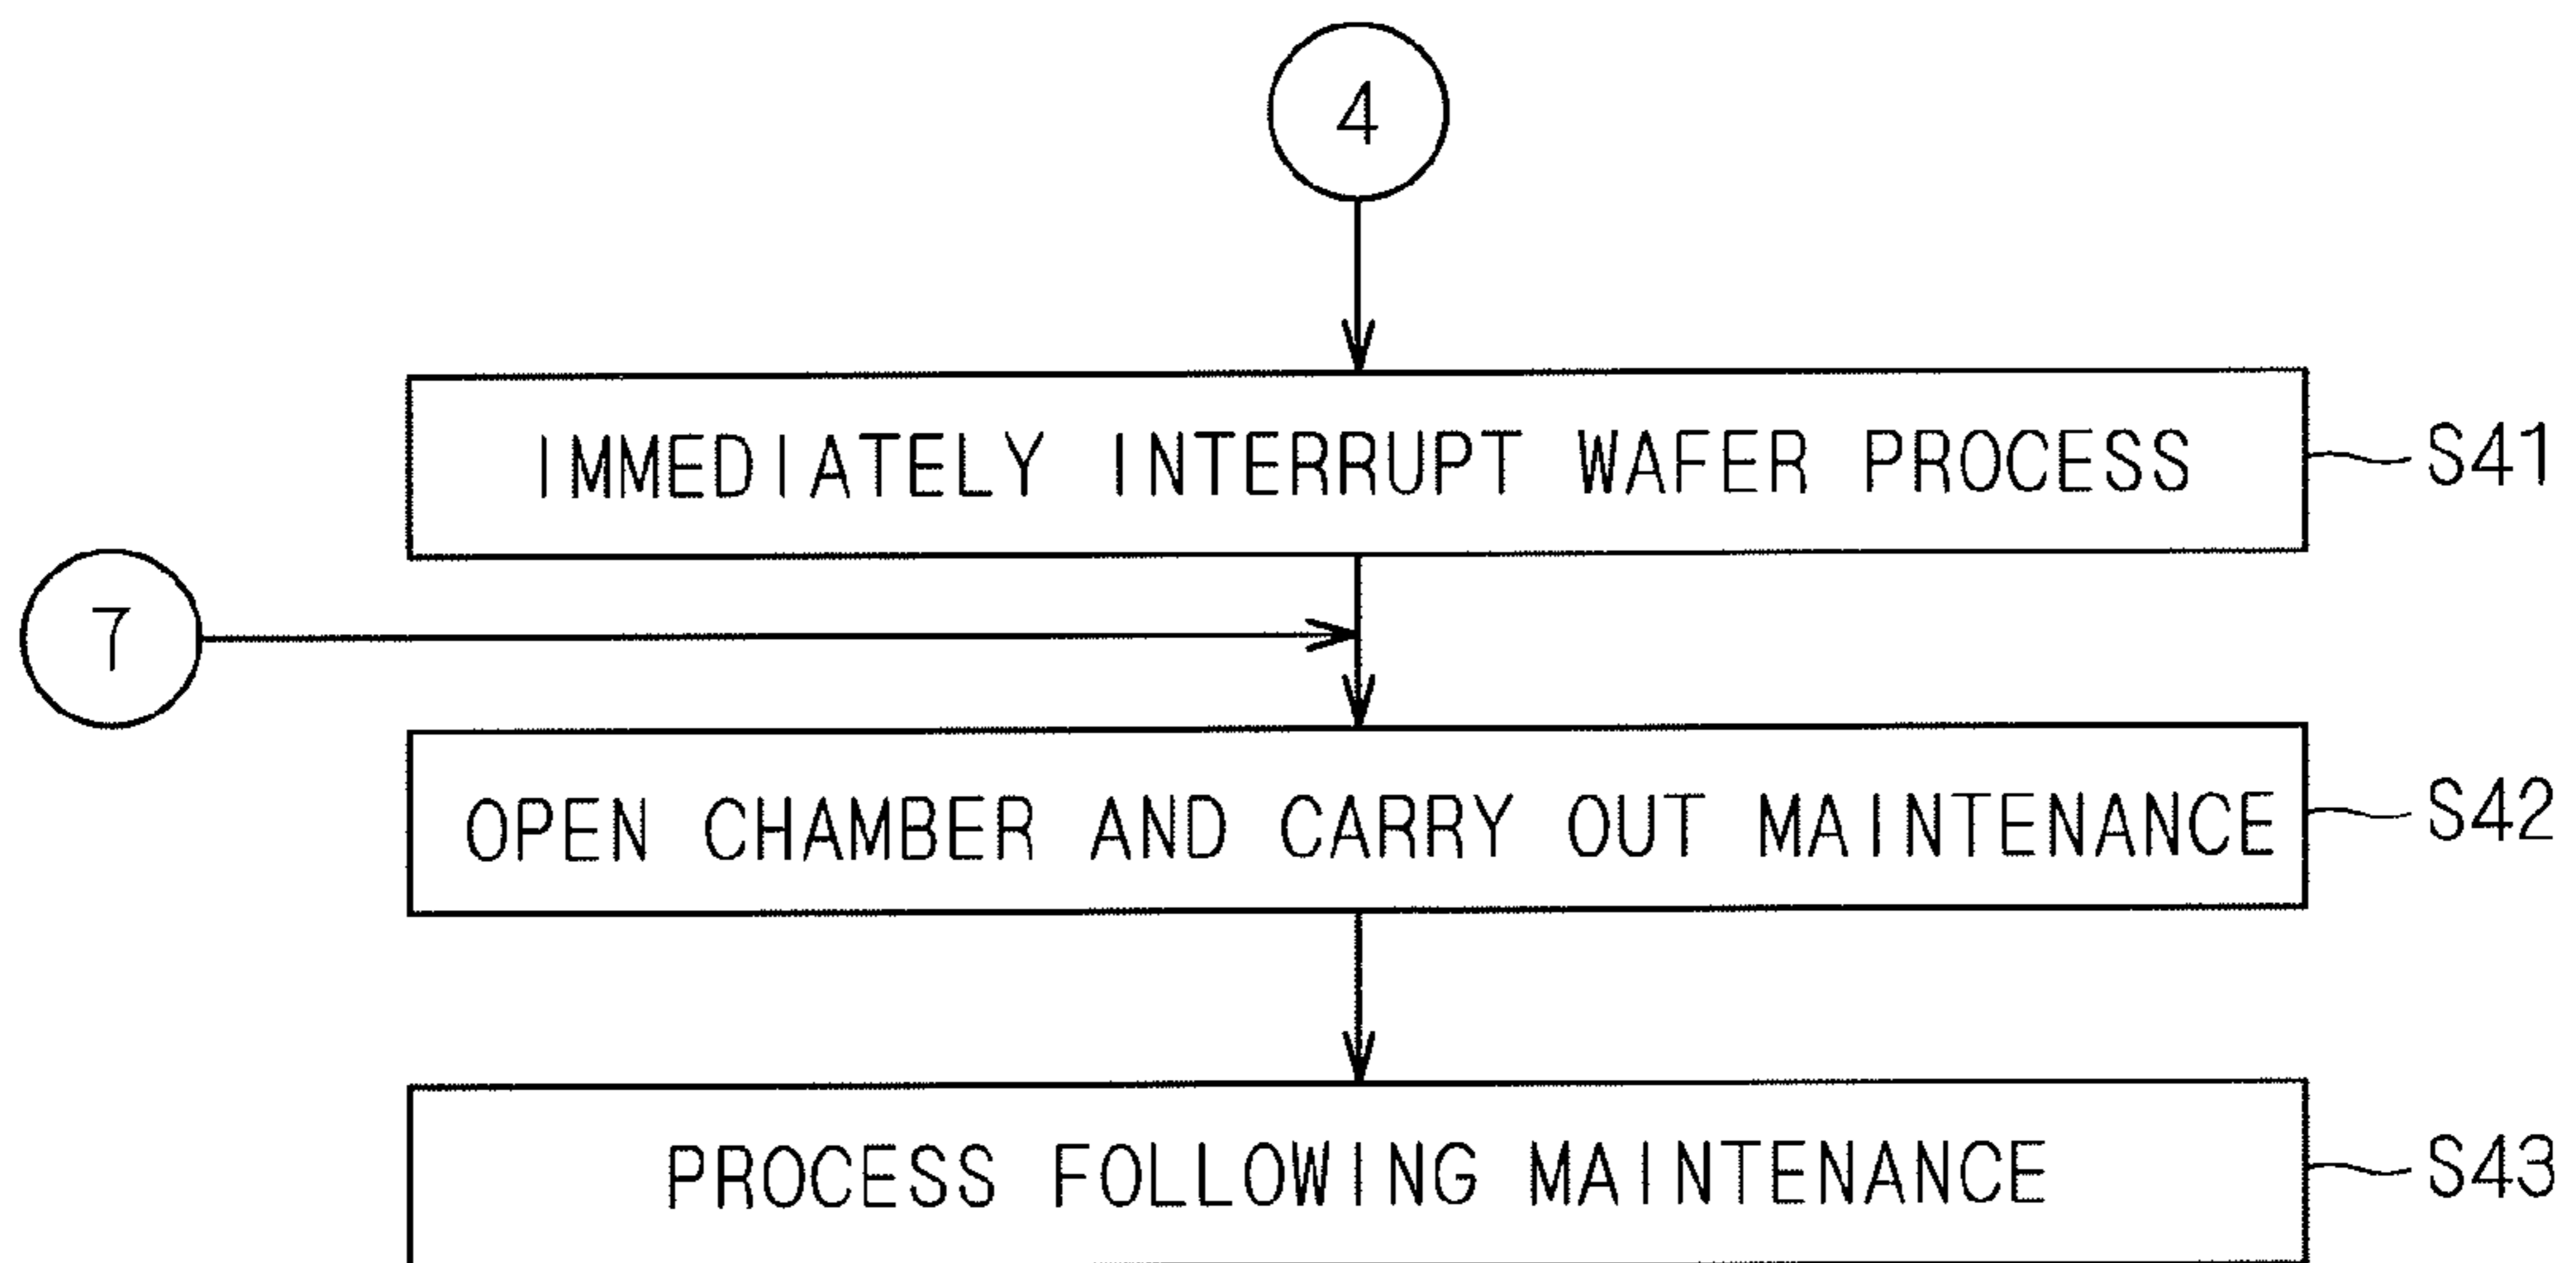 4
IMMEDIATELY INTERRUPT WAFER PROCESS
S41
7
OPEN CHAMBER AND CARRY OUT MAINTENANCE
S42
PROCESS FOLLOWING MAINTENANCE
S43